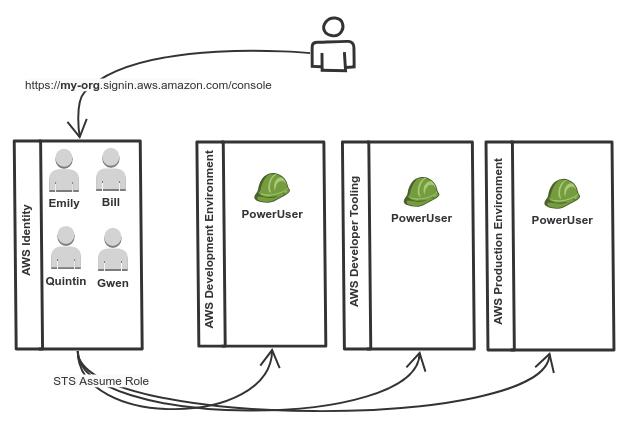 https://my-org.signin.aws.amazon.com/console
AWS Identity
Emily
Bill
Quintin
Gwen
AWS Development Environment
PowerUser
AWS Developer Tooling
PowerUser
AWS Production Environment
PowerUser
STS Assume Role